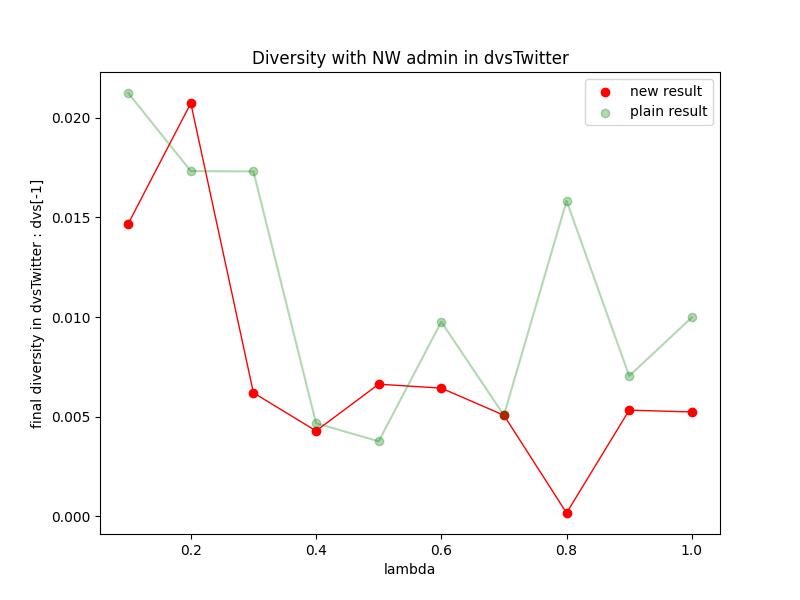 Diversity with NW admin in dvsTwitter
new result
plain result
0.020
0.015
0.010
0.005
0.000
final diversity in dvsTwitter : dvs[-1]
0.2 0.4 0.6 0.8 1.0
lambda